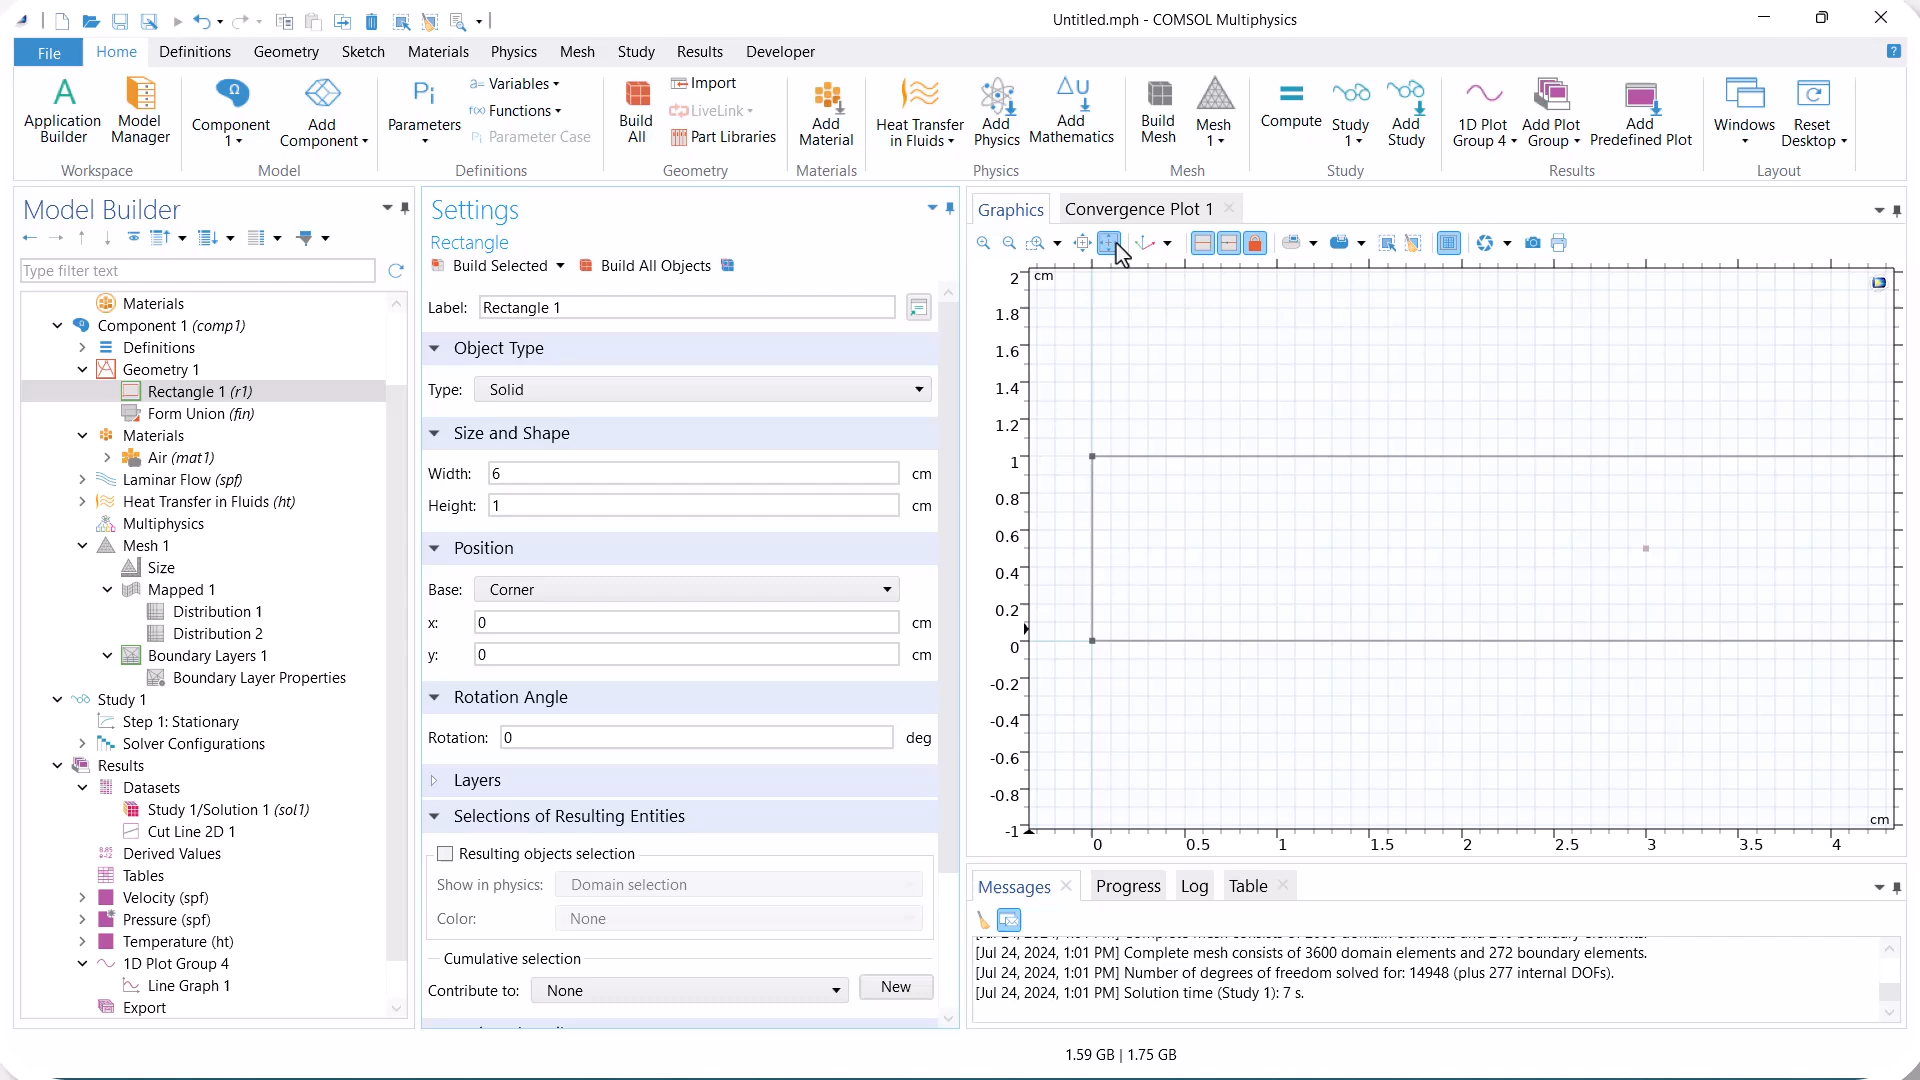 Untitled.mph - COMSOL Multiphysics
File Home Definitions Geometry Sketch Materials Physics Mesh Study Results Developer
Application Builder
Model Manager
Workspace
Component 1
Add Component
Model
Parameters
a= Variables
f(x) Functions
Pi Parameter Case
Definitions
Build All
Import
LiveLink
Part Libraries
Geometry
Add Material
Materials
Heat Transfer in Fluids
Add Physics
Add Mathematics
Physics
Build Mesh
Mesh 1
Mesh
Compute
Study 1
Add Study
Study
1D Plot Group 4
Add Plot Group
Add Predefined Plot
Results
Windows
Reset Desktop
Layout
Model Builder
Type filter text
Materials
Component 1 (comp1)
Definitions
Geometry 1
Rectangle 1 (r1)
Form Union (fin)
Materials
Air (mat1)
Laminar Flow (spf)
Heat Transfer in Fluids (ht)
Multiphysics
Mesh 1
Size
Mapped 1
Distribution 1
Distribution 2
Boundary Layers 1
Boundary Layer Properties
Study 1
Step 1: Stationary
Solver Configurations
Results
Datasets
Study 1/Solution 1 (sol1)
Cut Line 2D 1
Derived Values
Tables
Velocity (spf)
Pressure (spf)
Temperature (ht)
1D Plot Group 4
Line Graph 1
Export
Settings
Rectangle
Build Selected Build All Objects
Label: Rectangle 1
Object Type
Type: Solid
Size and Shape
Width: 6 cm
Height: 1 cm
Position
Base: Corner
x: 0 cm
y: 0 cm
Rotation Angle
Rotation: 0 deg
Layers
Selections of Resulting Entities
Resulting objects selection
Show in physics: Domain selection
Color: None
Cumulative selection
Contribute to: None New
Graphics Convergence Plot 1
cm
2
1.8
1.6
1.4
1.2
1
0.8
0.6
0.4
0.2
0
-0.2
-0.4
-0.6
-0.8
-1
cm
0 0.5 1 1.5 2 2.5 3 3.5 4
Messages Progress Log Table
[Jul 24, 2024, 1:01 PM] Complete mesh consists of 3600 domain elements and 272 boundary elements.
[Jul 24, 2024, 1:01 PM] Number of degrees of freedom solved for: 14948 (plus 277 internal DOFs).
[Jul 24, 2024, 1:01 PM] Solution time (Study 1): 7 s.
1.59 GB | 1.75 GB